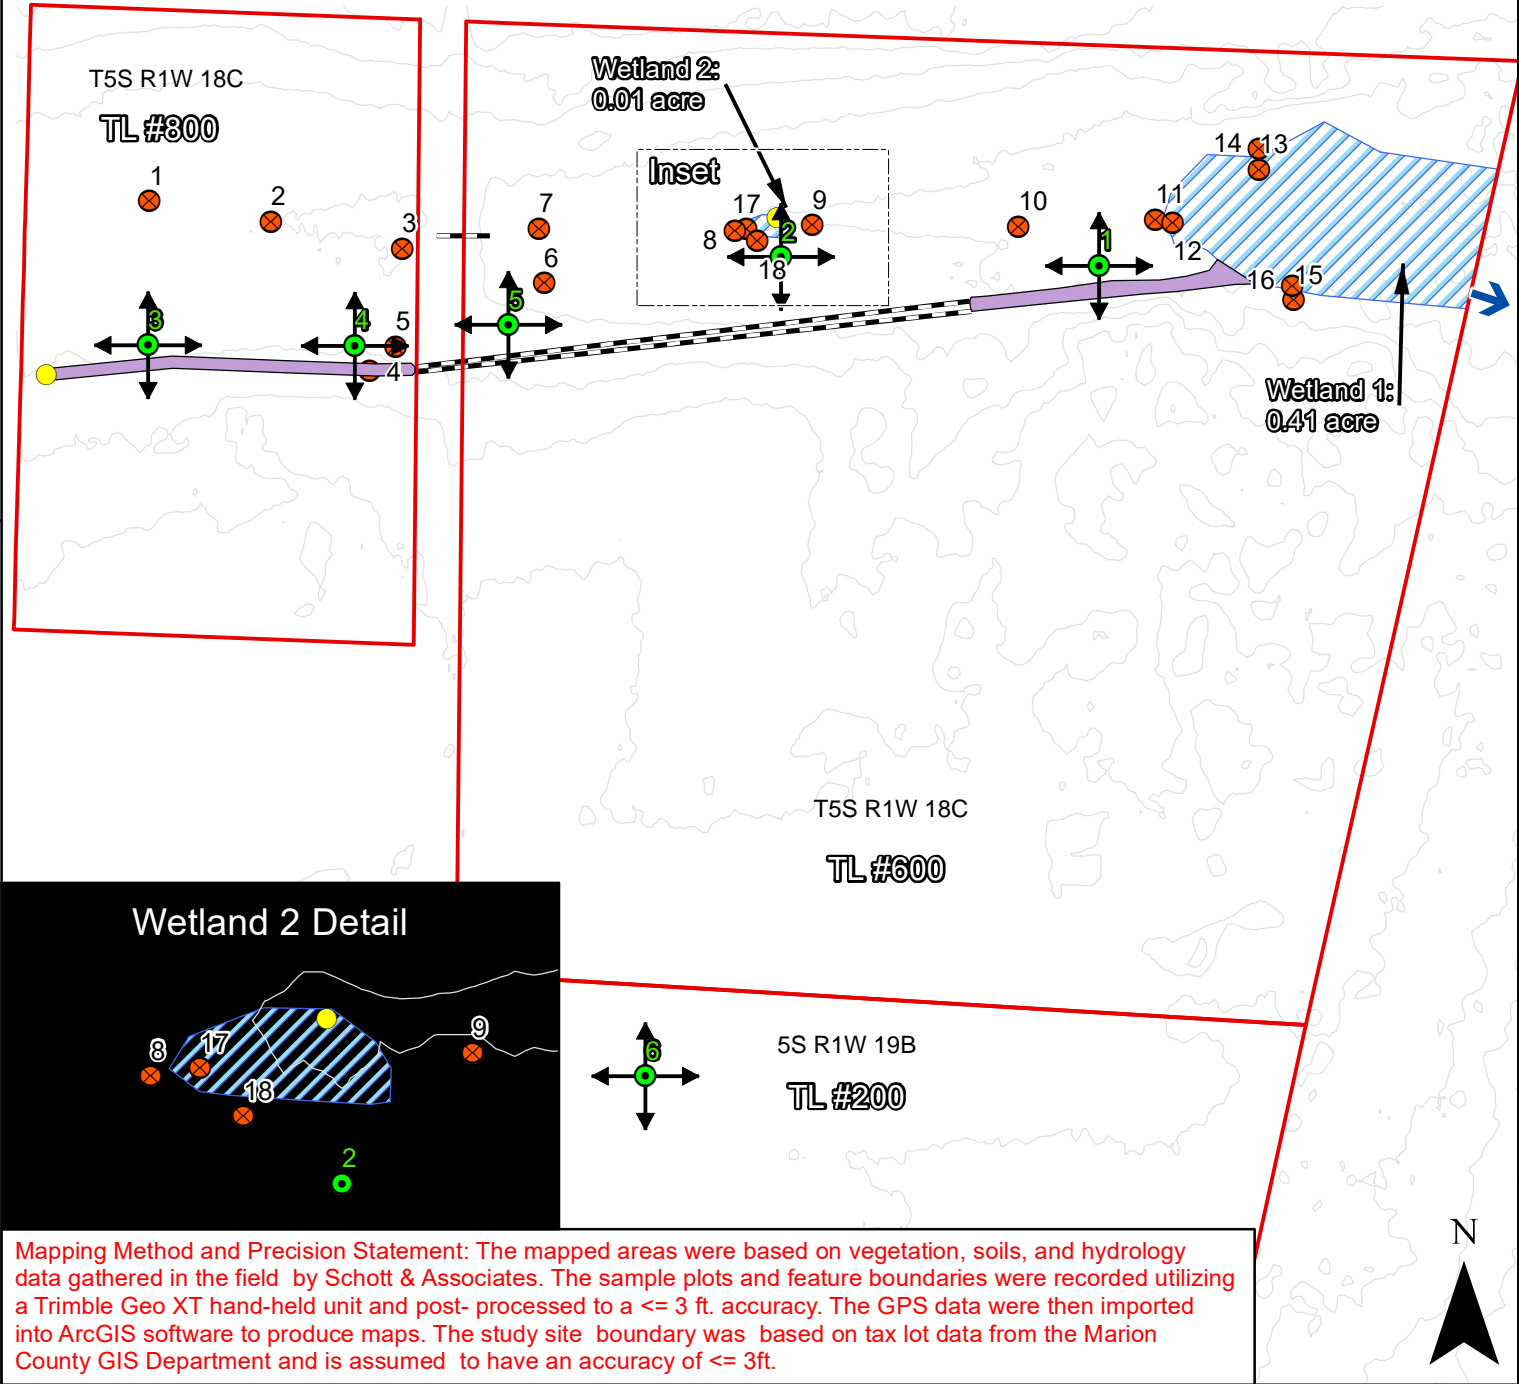 T5S R1W 18C
TL #800
1
2
3
3
4
5
4
Wetland 2:
0.01 acre
Inset
7
6
5
17
8
9
2
18
10
11
12
1
14 13
16 15
Wetland 1:
0.41 acre
T5S R1W 18C
TL #600
Wetland 2 Detail
8
17
18
9
2
6
5S R1W 19B
TL #200
N
Mapping Method and Precision Statement: The mapped areas were based on vegetation, soils, and hydrology
data gathered in the field by Schott & Associates. The sample plots and feature boundaries were recorded utilizing
a Trimble Geo XT hand-held unit and post- processed to a <= 3 ft. accuracy. The GPS data were then imported
into ArcGIS software to produce maps. The study site boundary was based on tax lot data from the Marion
County GIS Department and is assumed to have an accuracy of <= 3ft.